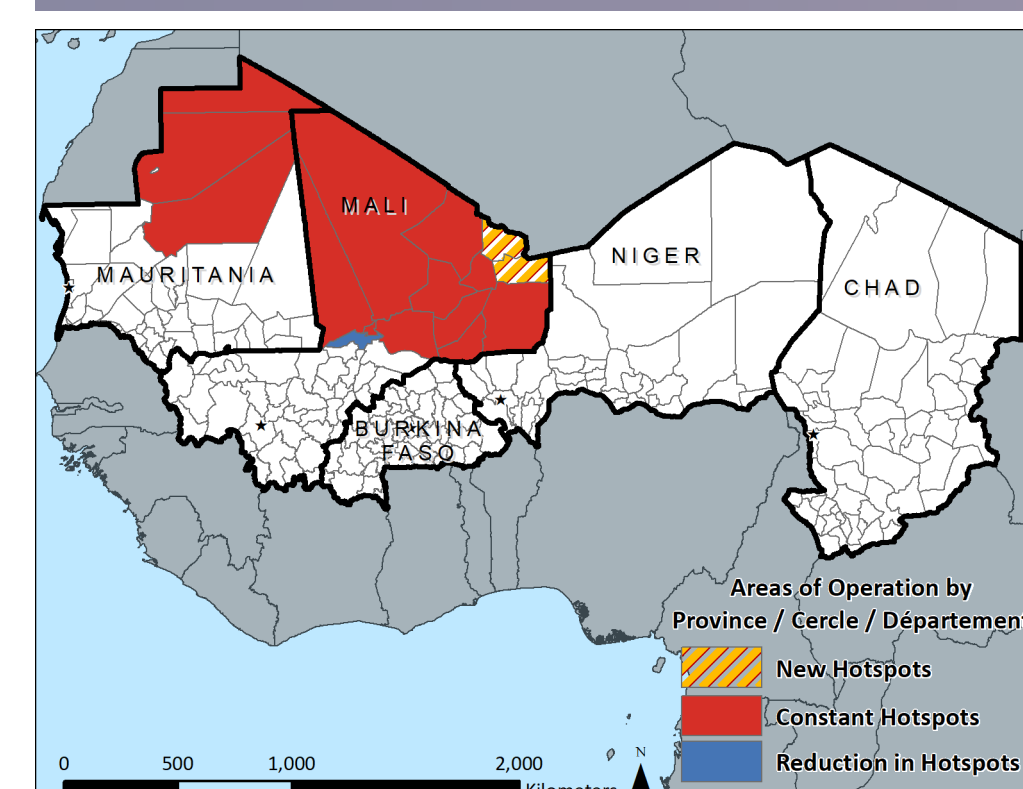 MALI
NIGER
MAURITANIA
CHAD
BURKINA
FASO
Areas of Operation by
Province / Cercle / Département
New Hotspots
Constant Hotspots
Reduction in Hotspots
0 500 1,000 2,000
Kilometers
N